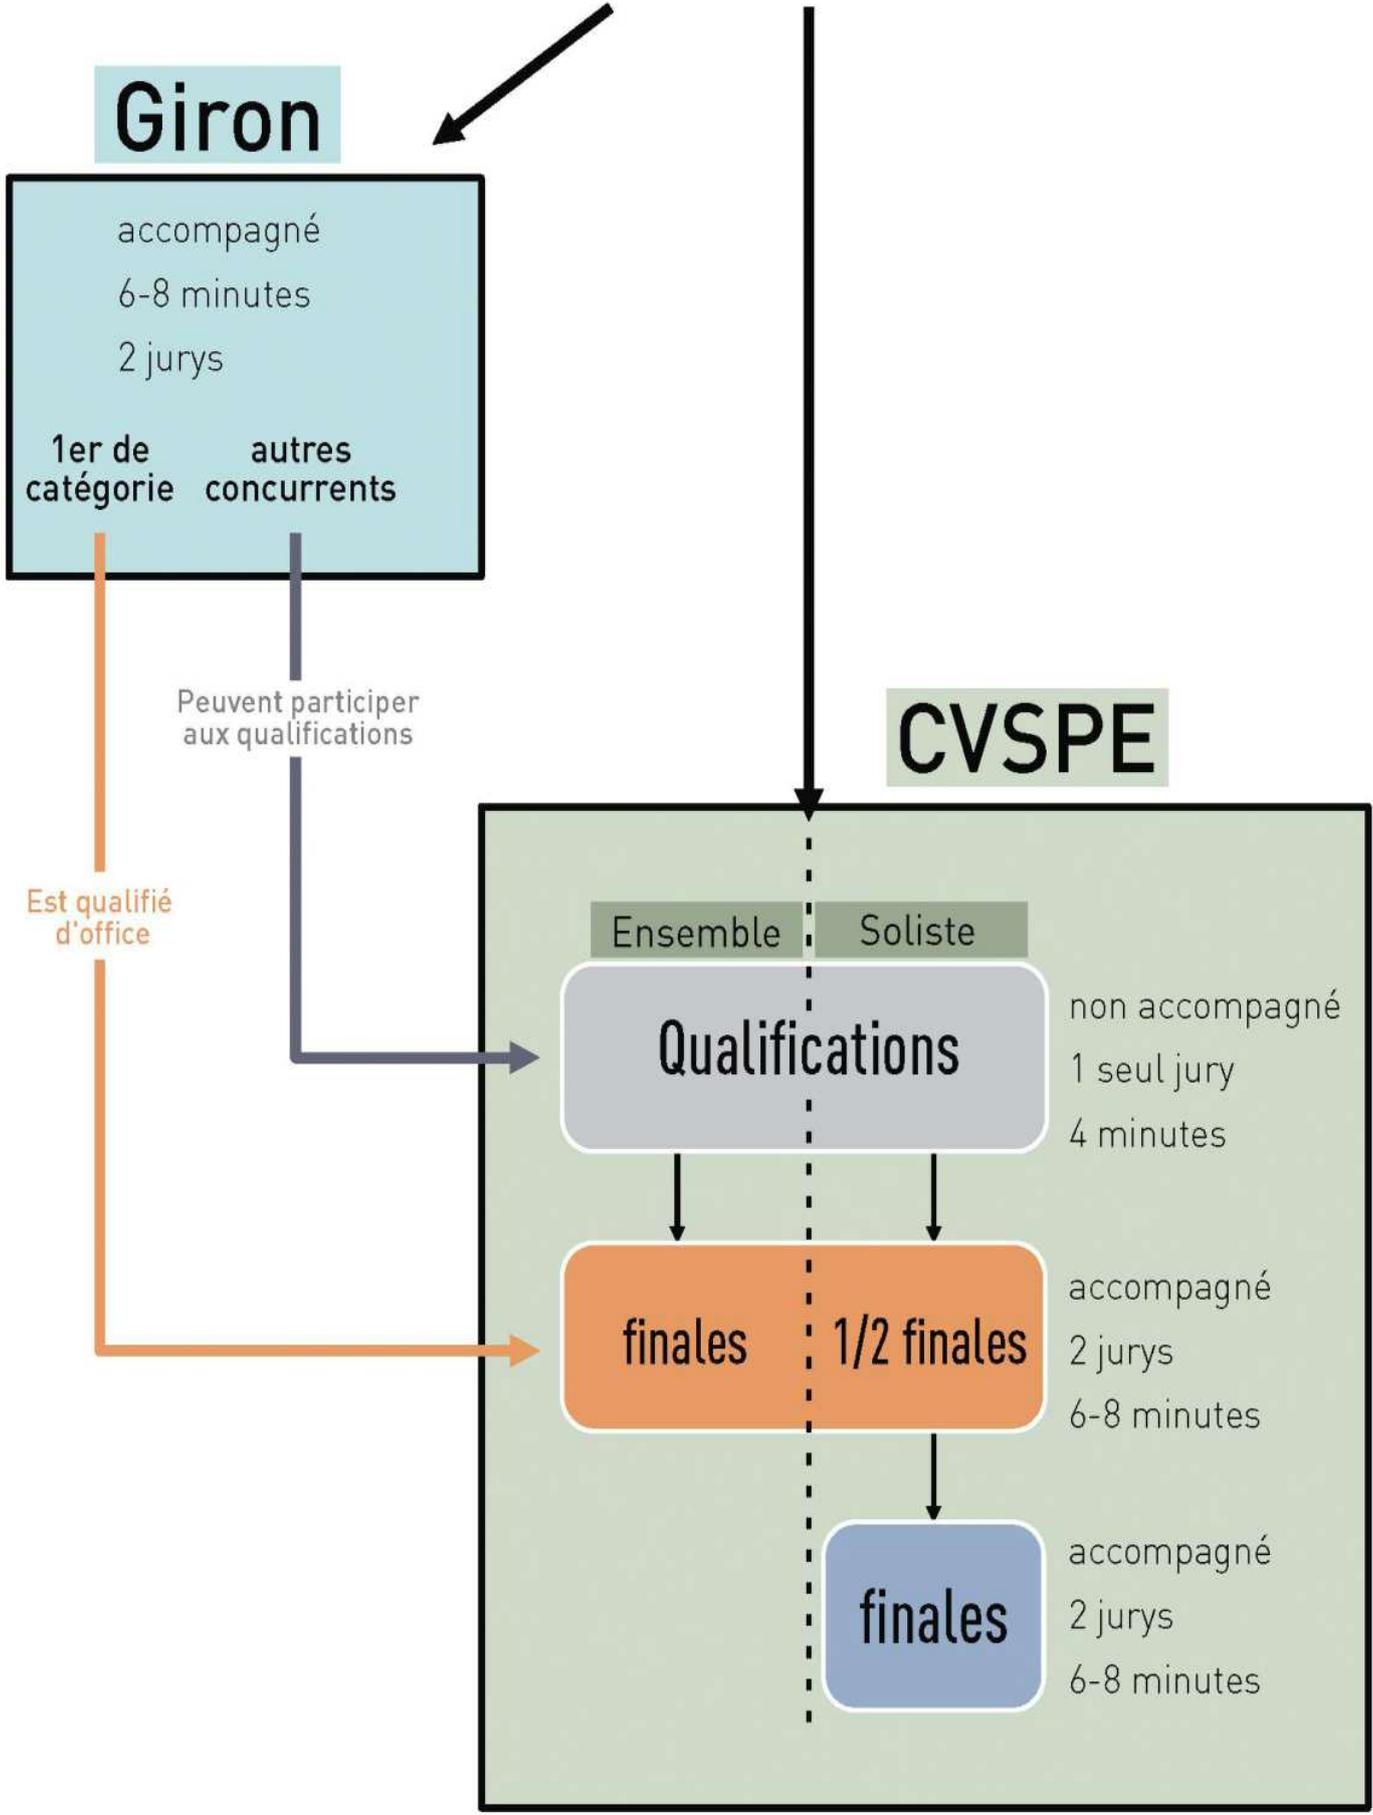 Giron
accompagné
6-8 minutes
2 jurys
1er de
catégorie
autres
concurrents
Peuvent participer
aux qualifications
Est qualifié
d'office
CVSPE
Ensemble
Soliste
Qualifications
non accompagné
1 seul jury
4 minutes
finales
1/2 finales
accompagné
2 jurys
6-8 minutes
finales
accompagné
2 jurys
6-8 minutes